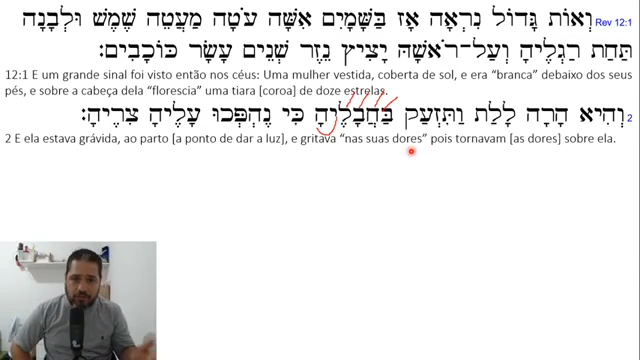 וְאוֹת גָּדוֹל נִרְאָה אָז בַּשָּׁמָיִם אִשָּׁה עֹטָה מַעֲטֵה שֶׁמֶשׁ וּלְבָנָה Rev 12:1
תַּחַת רַגְלֶיהָ וְעַל־רֹאשָׁהּ יָצִיץ נֵזֶר שְׁנֵים עָשָׂר כּוֹכָבִים׃
12:1 E um grande sinal foi visto então nos céus: Uma mulher vestida, coberta de sol, e era “branca” debaixo dos seus
pés, e sobre a cabeça dela “florescia” uma tiara [coroa] de doze estrelas.
וְהִיא הָרָה לָלַת וַתִּזְעַק בַּחֲבָלֶיהָ כִּי נֶהֶפְכוּ עָלֶיהָ צִרֶיהָ׃ 2
2 E ela estava grávida, ao parto [a ponto de dar a luz], e gritava “nas suas dores” pois tornavam [as dores] sobre ela.